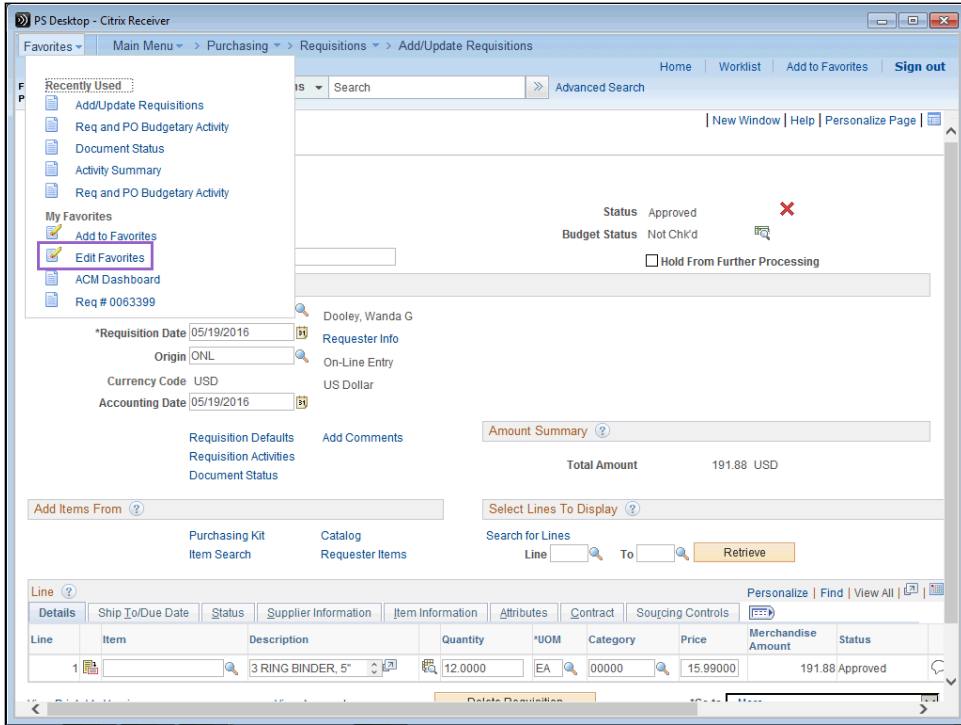 PS Desktop - Citrix Receiver
Favorites Main Menu > Purchasing > Requisitions > Add/Update Requisitions
Home Worklist Add to Favorites Sign out
Recently Used
Search Advanced Search
Add/Update Requisitions
New Window | Help | Personalize Page
Req and PO Budgetary Activity
Document Status
Activity Summary
Req and PO Budgetary Activity
My Favorites
Status Approved
Add to Favorites
Budget Status Not Chk'd
Edit Favorites
Hold From Further Processing
ACM Dashboard
Req # 0063399
Dooley, Wanda G
*Requisition Date 05/19/2016
Requester Info
Origin ONL
On-Line Entry
Currency Code USD
US Dollar
Accounting Date 05/19/2016
Requisition Defaults Add Comments
Amount Summary
Requisition Activities
Total Amount 191.88 USD
Document Status
Add Items From
Select Lines To Display
Purchasing Kit Catalog
Search for Lines
Item Search Requester Items
Line To Retrieve
Line
Personalize | Find | View All
Details Ship To/Due Date Status Supplier Information Item Information Attributes Contract Sourcing Controls
Line Item Description Quantity *UOM Category Price Merchandise Amount Status
1 3 RING BINDER, 5" 12.0000 EA 00000 15.99000 191.88 Approved
Delete Requisition